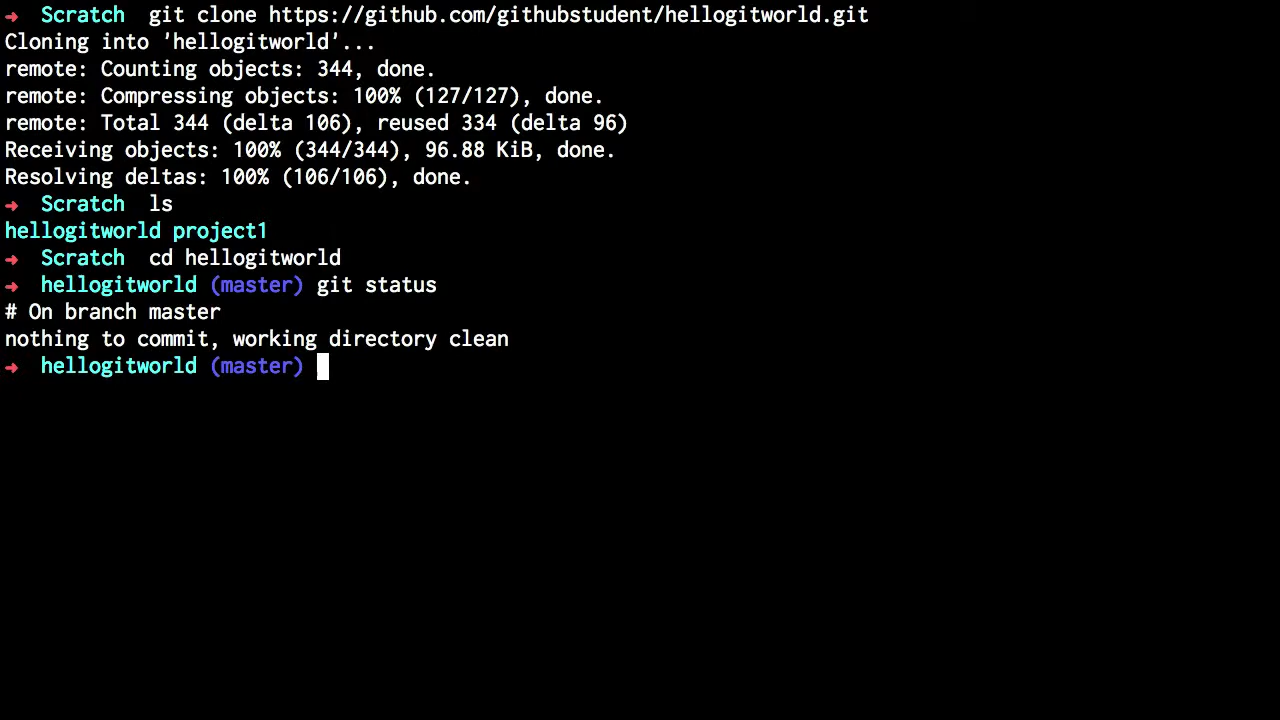 ➜  Scratch  git clone https://github.com/githubstudent/hellogitworld.git
Cloning into 'hellogitworld'...
remote: Counting objects: 344, done.
remote: Compressing objects: 100% (127/127), done.
remote: Total 344 (delta 106), reused 334 (delta 96)
Receiving objects: 100% (344/344), 96.88 KiB, done.
Resolving deltas: 100% (106/106), done.
➜  Scratch  ls
hellogitworld project1
➜  Scratch  cd hellogitworld
➜  hellogitworld (master) git status
# On branch master
nothing to commit, working directory clean
➜  hellogitworld (master)